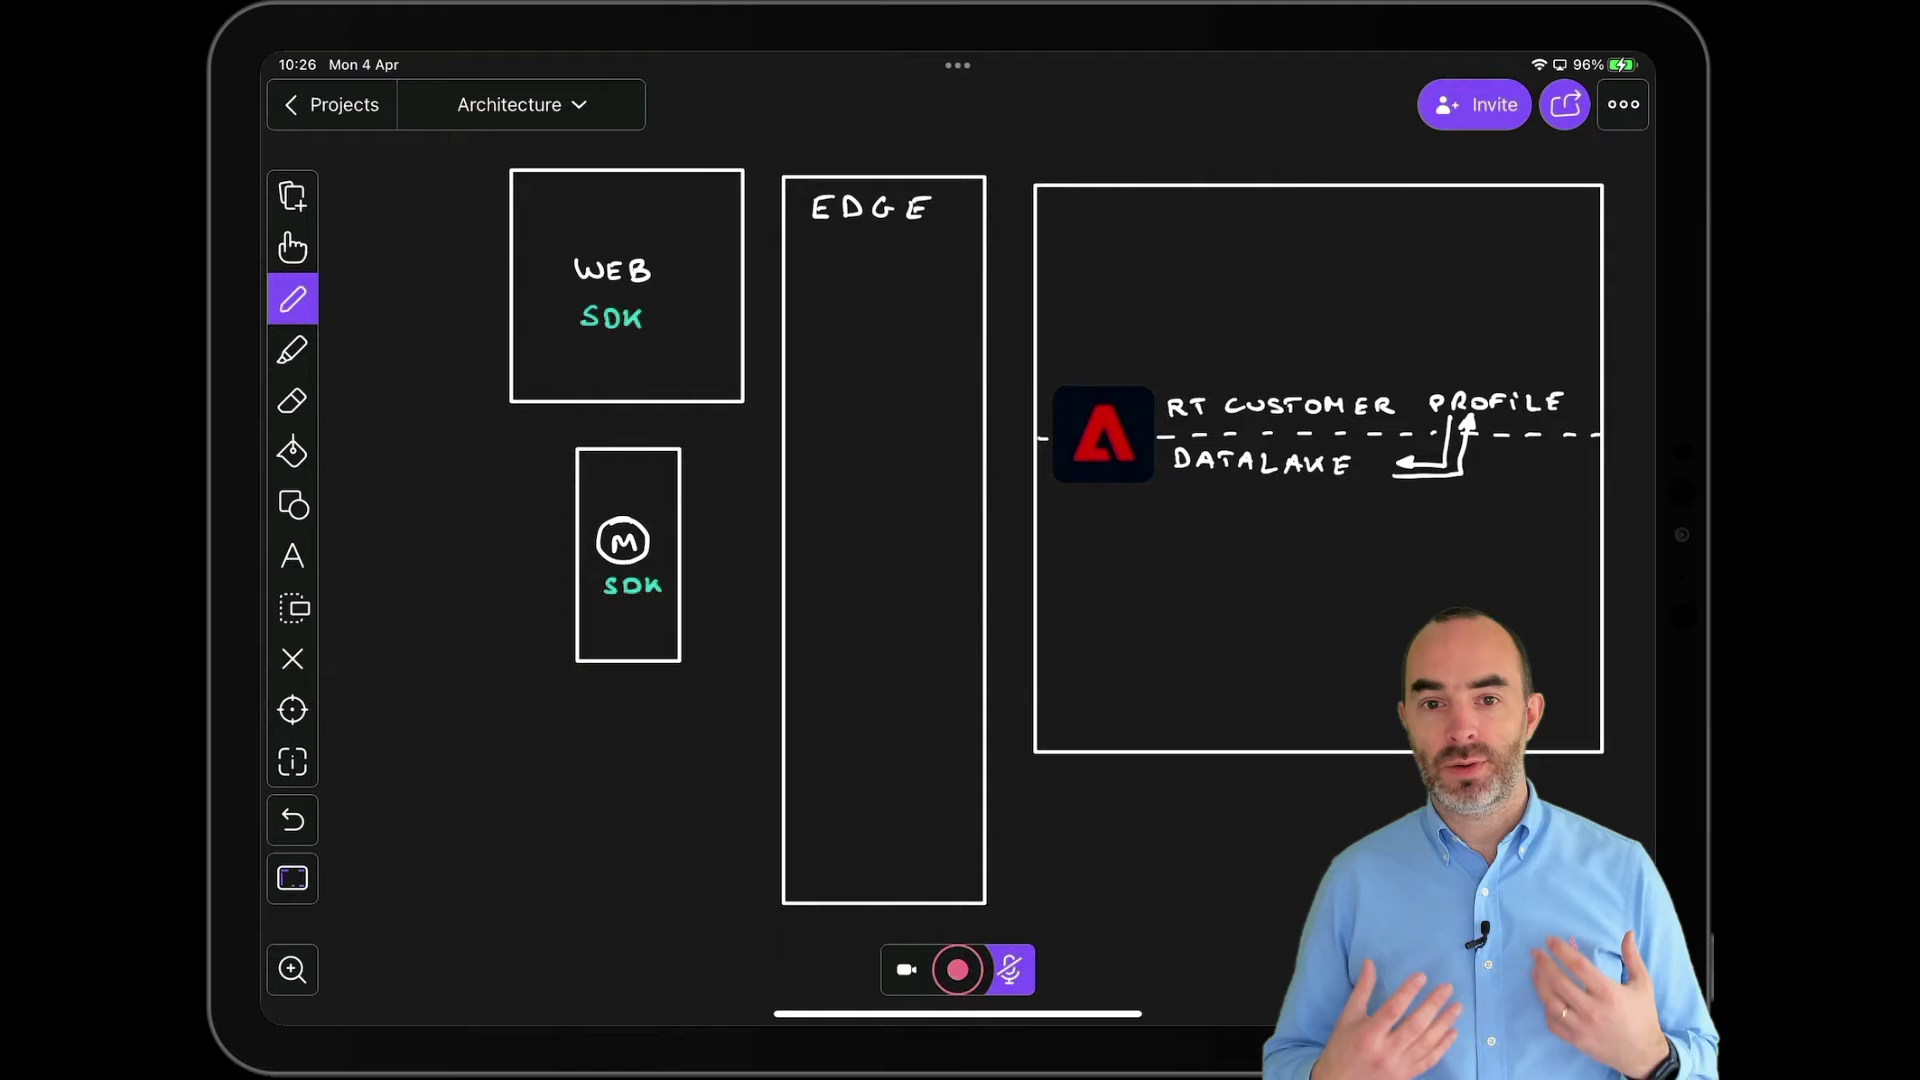 10:26 Mon 4 Apr
96%
Projects
Architecture
Invite
EDGE
WEB
SDK
RT CUSTOMER PROFILE
DATALAKE
M
SDK
A